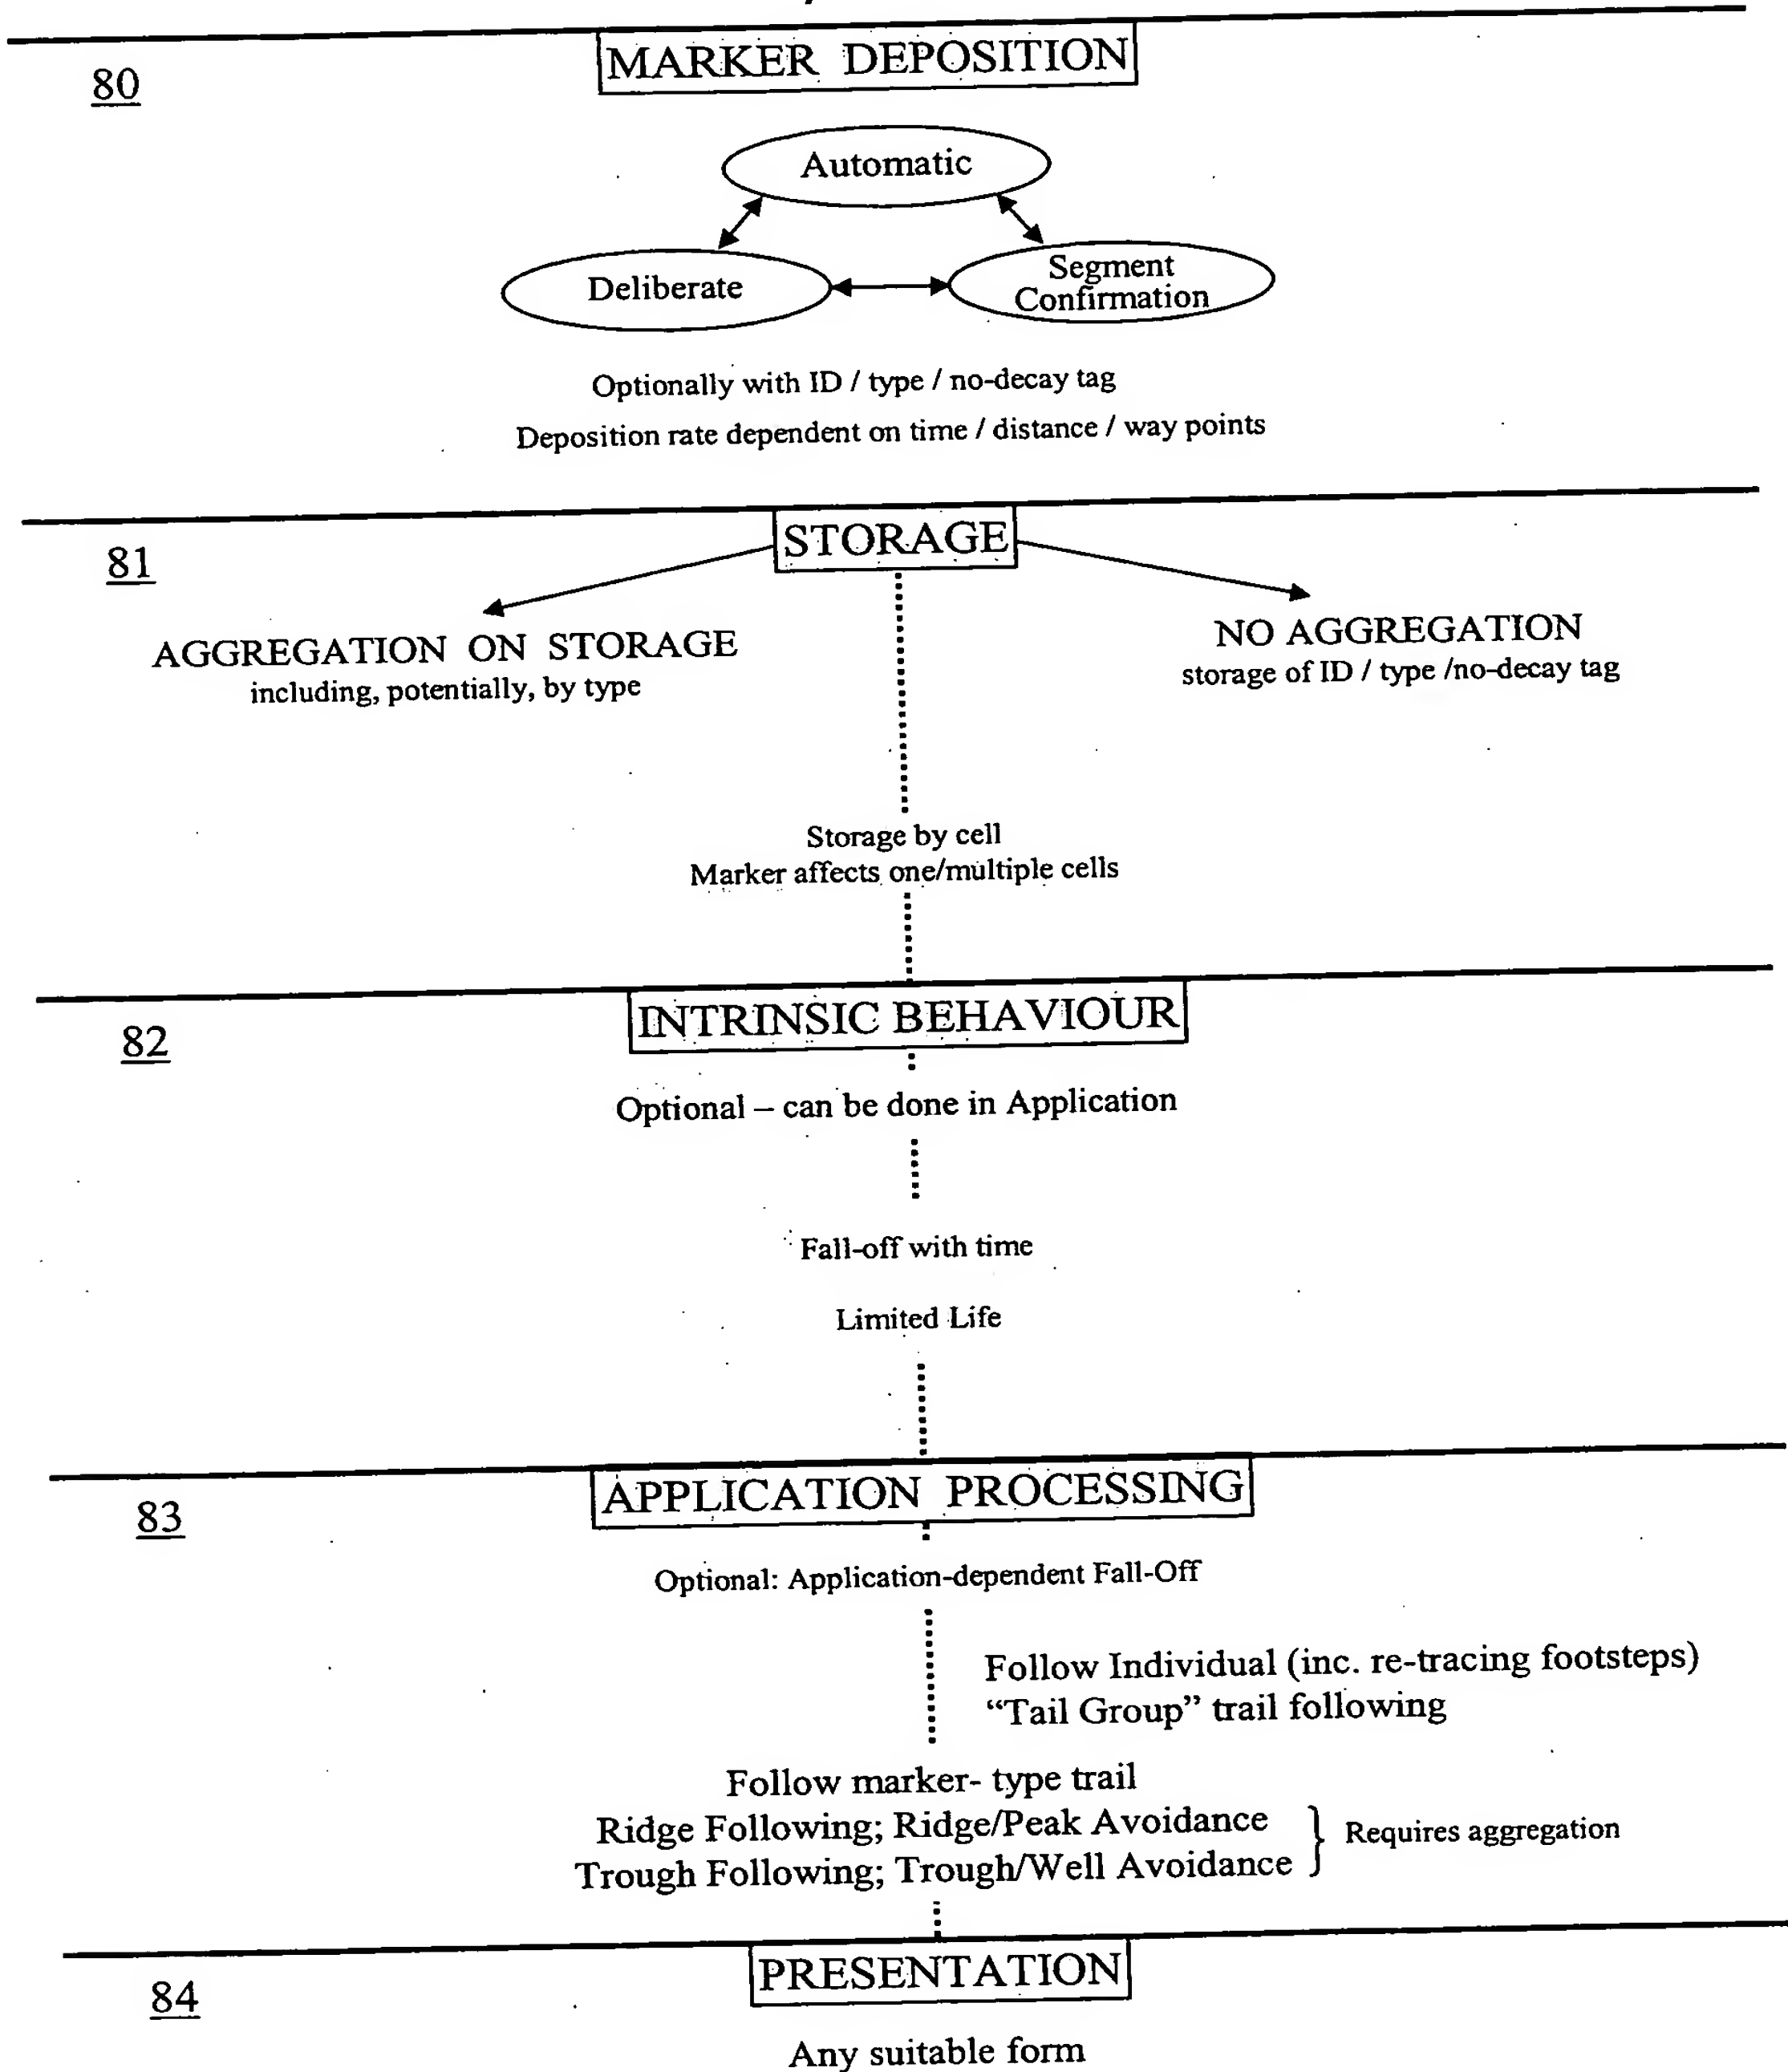 MARKER DEPOSITION
80
Automatic
Deliberate
Segment
Confirmation
Optionally with ID / type / no-decay tag
Deposition rate dependent on time / distance / way points
STORAGE
81
AGGREGATION ON STORAGE
including, potentially, by type
NO AGGREGATION
storage of ID / type /no-decay tag
Storage by cell
Marker affects one/multiple cells
INTRINSIC BEHAVIOUR
82
Optional – can be done in Application
Fall-off with time
Limited Life
APPLICATION PROCESSING
83
Optional: Application-dependent Fall-Off
Follow Individual (inc. re-tracing footsteps)
“Tail Group” trail following
Follow marker- type trail
Ridge Following; Ridge/Peak Avoidance
Trough Following; Trough/Well Avoidance
Requires aggregation
PRESENTATION
84
Any suitable form